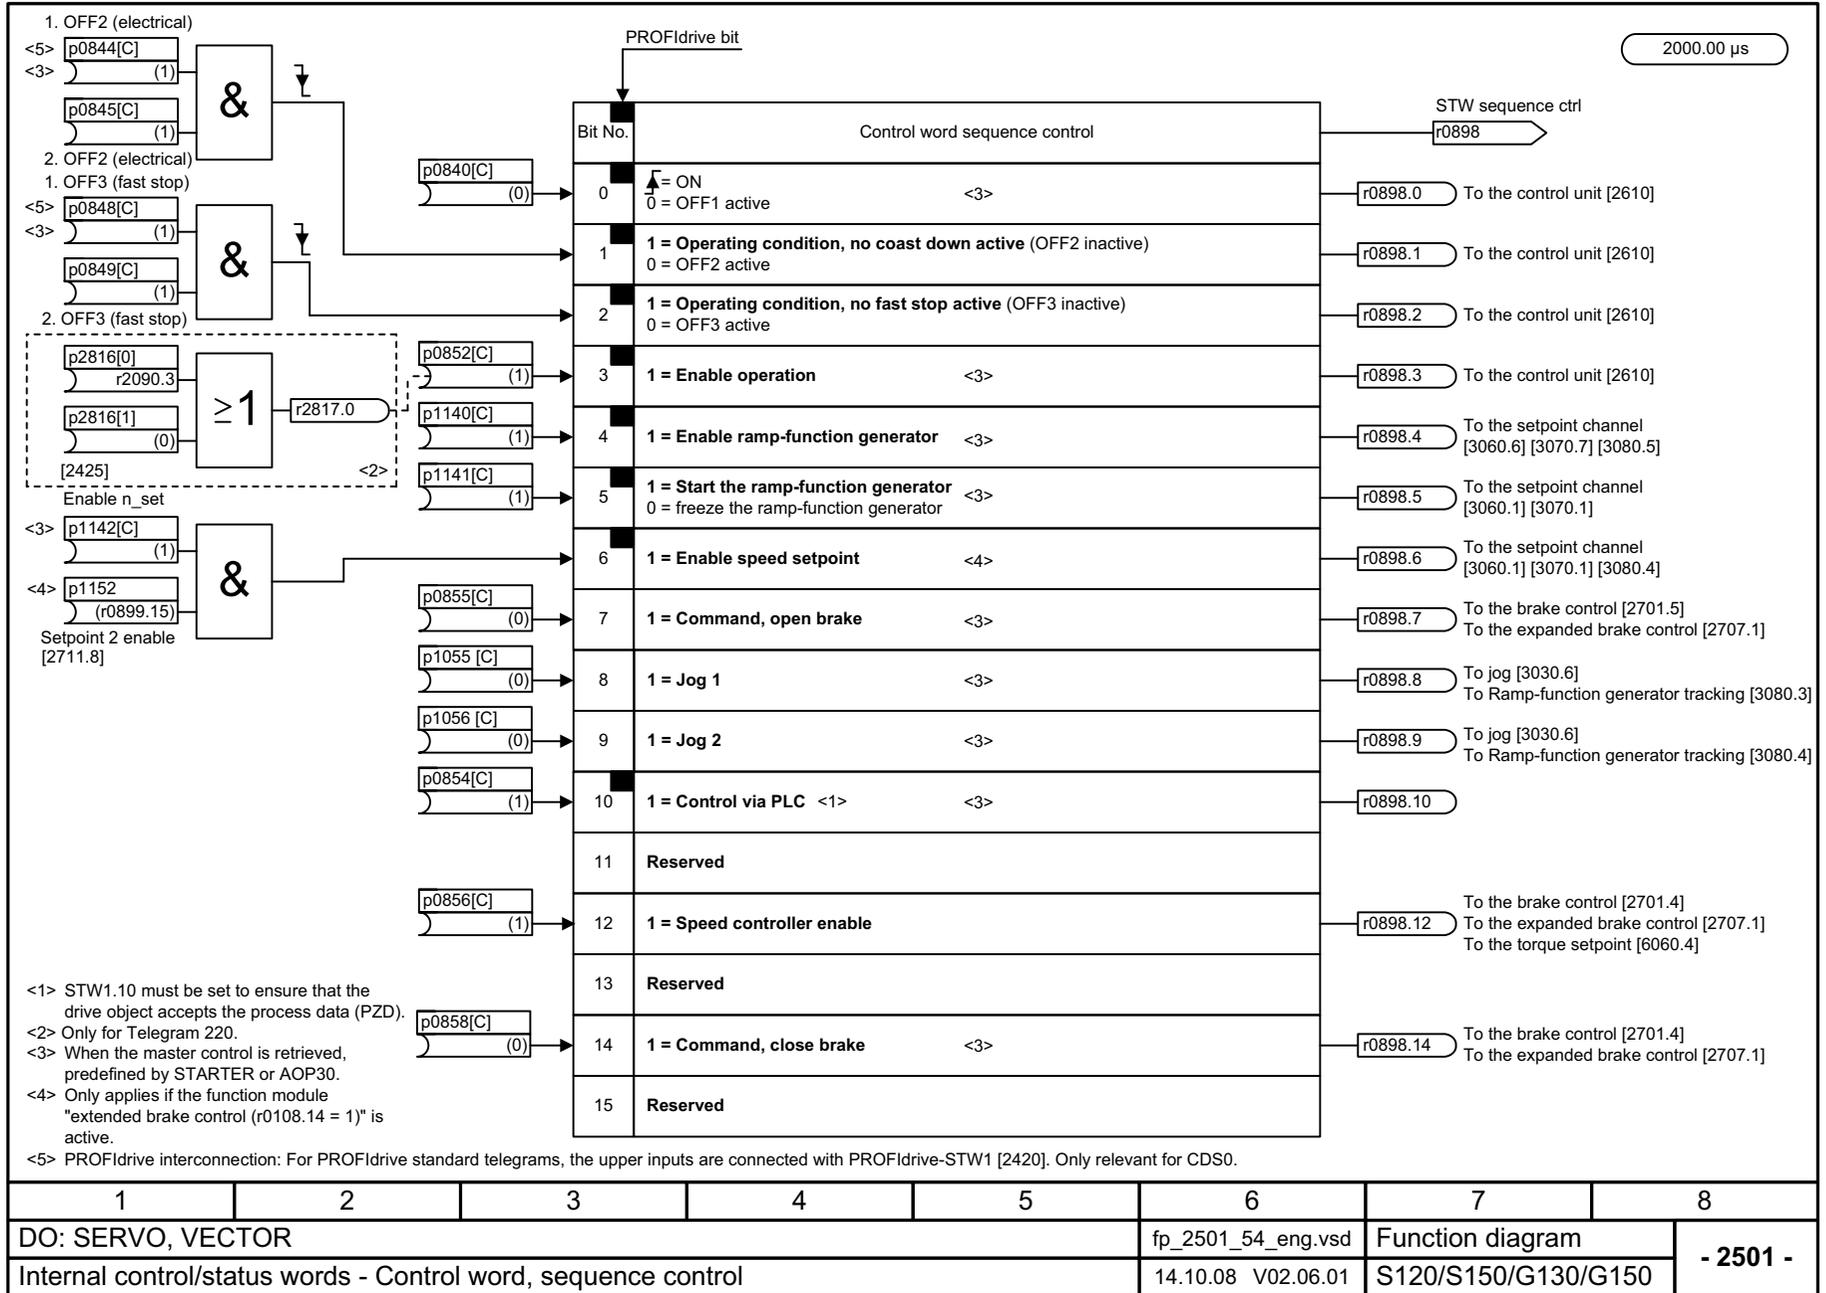 1. OFF2 (electrical)
<5> p0844[C]
<3> (1)
p0845[C]
(1)
&
2. OFF2 (electrical)
1. OFF3 (fast stop)
<5> p0848[C]
<3> (1)
p0849[C]
(1)
&
2. OFF3 (fast stop)
p2816[0]
r2090.3
p2816[1]
(0)
≥1
r2817.0
[2425] <2>
Enable n_set
<3> p1142[C]
(1)
<4> p1152
(r0899.15)
&
Setpoint 2 enable
[2711.8]
PROFIdrive bit
2000.00 µs
Bit No. Control word sequence control
STW sequence ctrl
r0898
p0840[C]
(0)
0 = ON <3>
0 = OFF1 active
r0898.0 To the control unit [2610]
1 1 = Operating condition, no coast down active (OFF2 inactive)
0 = OFF2 active
r0898.1 To the control unit [2610]
2 1 = Operating condition, no fast stop active (OFF3 inactive)
0 = OFF3 active
r0898.2 To the control unit [2610]
p0852[C]
(1)
3 1 = Enable operation <3>
r0898.3 To the control unit [2610]
p1140[C]
(1)
4 1 = Enable ramp-function generator <3>
r0898.4 To the setpoint channel
[3060.6] [3070.7] [3080.5]
p1141[C]
(1)
5 1 = Start the ramp-function generator <3>
0 = freeze the ramp-function generator
r0898.5 To the setpoint channel
[3060.1] [3070.1]
6 1 = Enable speed setpoint <4>
r0898.6 To the setpoint channel
[3060.1] [3070.1] [3080.4]
p0855[C]
(0)
7 1 = Command, open brake <3>
r0898.7 To the brake control [2701.5]
To the expanded brake control [2707.1]
p1055 [C]
(0)
8 1 = Jog 1 <3>
r0898.8 To jog [3030.6]
To Ramp-function generator tracking [3080.3]
p1056 [C]
(0)
9 1 = Jog 2 <3>
r0898.9 To jog [3030.6]
To Ramp-function generator tracking [3080.4]
p0854[C]
(1)
10 1 = Control via PLC <1> <3>
r0898.10
11 Reserved
p0856[C]
(1)
12 1 = Speed controller enable
r0898.12 To the brake control [2701.4]
To the expanded brake control [2707.1]
To the torque setpoint [6060.4]
13 Reserved
p0858[C]
(0)
14 1 = Command, close brake <3>
r0898.14 To the brake control [2701.4]
To the expanded brake control [2707.1]
15 Reserved
<1> STW1.10 must be set to ensure that the
drive object accepts the process data (PZD).
<2> Only for Telegram 220.
<3> When the master control is retrieved,
predefined by STARTER or AOP30.
<4> Only applies if the function module
"extended brake control (r0108.14 = 1)" is
active.
<5> PROFIdrive interconnection: For PROFIdrive standard telegrams, the upper inputs are connected with PROFIdrive-STW1 [2420]. Only relevant for CDS0.
1 2 3 4 5 6 7 8
DO: SERVO, VECTOR fp_2501_54_eng.vsd Function diagram
- 2501 -
Internal control/status words - Control word, sequence control 14.10.08 V02.06.01 S120/S150/G130/G150